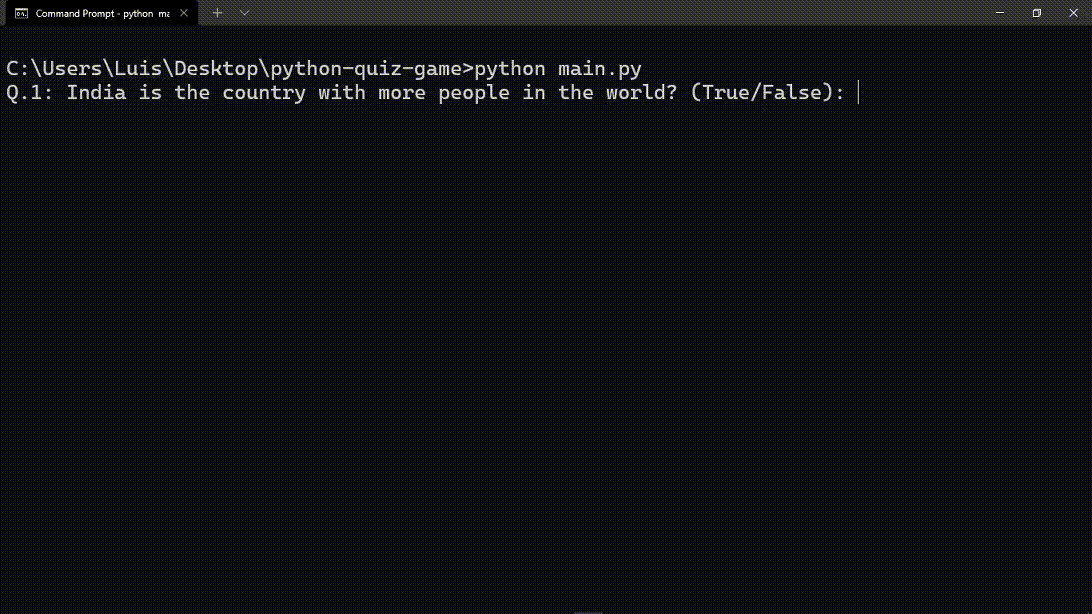 Command Prompt - python ma
C:\Users\Luis\Desktop\python-quiz-game>python main.py
Q.1: India is the country with more people in the world? (True/False):